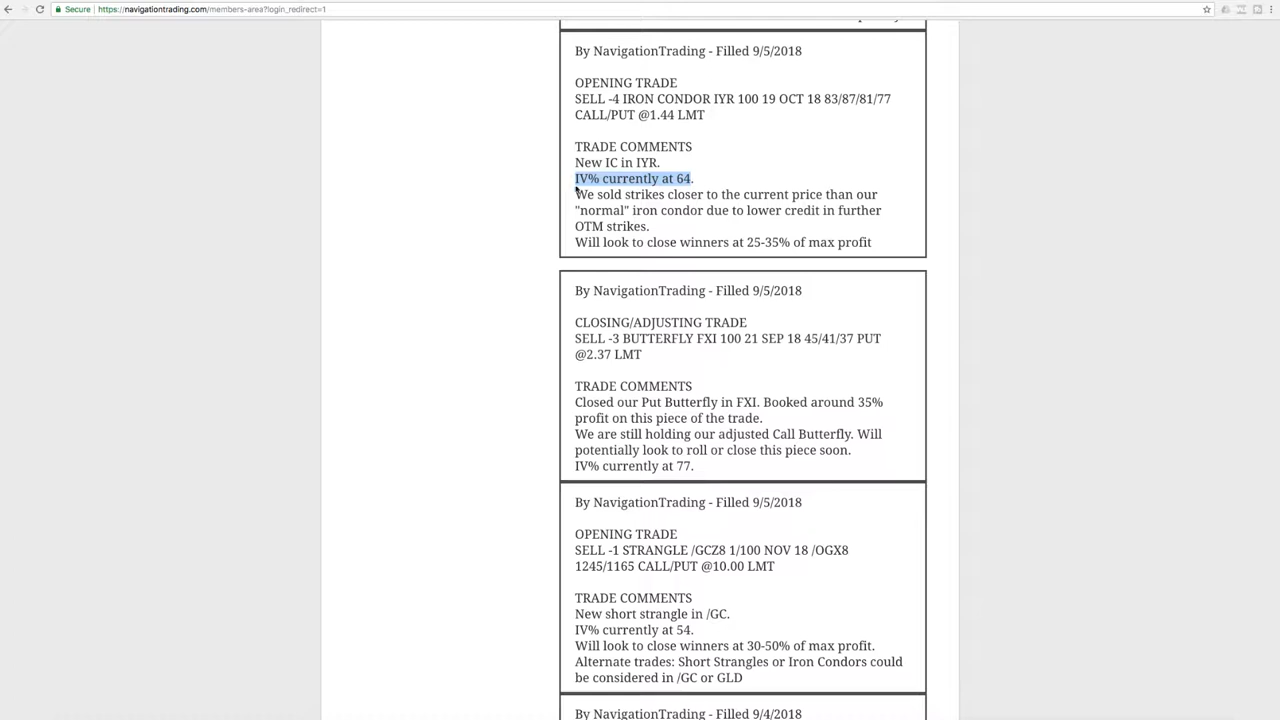 Secure
https://navigationtrading.com/members-area?login_redirect=1
By NavigationTrading - Filled 9/5/2018
OPENING TRADE
SELL -4 IRON CONDOR IYR 100 19 OCT 18 83/87/81/77
CALL/PUT @1.44 LMT
TRADE COMMENTS
New IC in IYR.
IV% currently at 64.
We sold strikes closer to the current price than our
"normal" iron condor due to lower credit in further
OTM strikes.
Will look to close winners at 25-35% of max profit
By NavigationTrading - Filled 9/5/2018
CLOSING/ADJUSTING TRADE
SELL -3 BUTTERFLY FXI 100 21 SEP 18 45/41/37 PUT
@2.37 LMT
TRADE COMMENTS
Closed our Put Butterfly in FXI. Booked around 35%
profit on this piece of the trade.
We are still holding our adjusted Call Butterfly. Will
potentially look to roll or close this piece soon.
IV% currently at 77.
By NavigationTrading - Filled 9/5/2018
OPENING TRADE
SELL -1 STRANGLE /GCZ8 1/100 NOV 18 /OGX8
1245/1165 CALL/PUT @10.00 LMT
TRADE COMMENTS
New short strangle in /GC.
IV% currently at 54.
Will look to close winners at 30-50% of max profit.
Alternate trades: Short Strangles or Iron Condors could
be considered in /GC or GLD
By NavigationTrading - Filled 9/4/2018